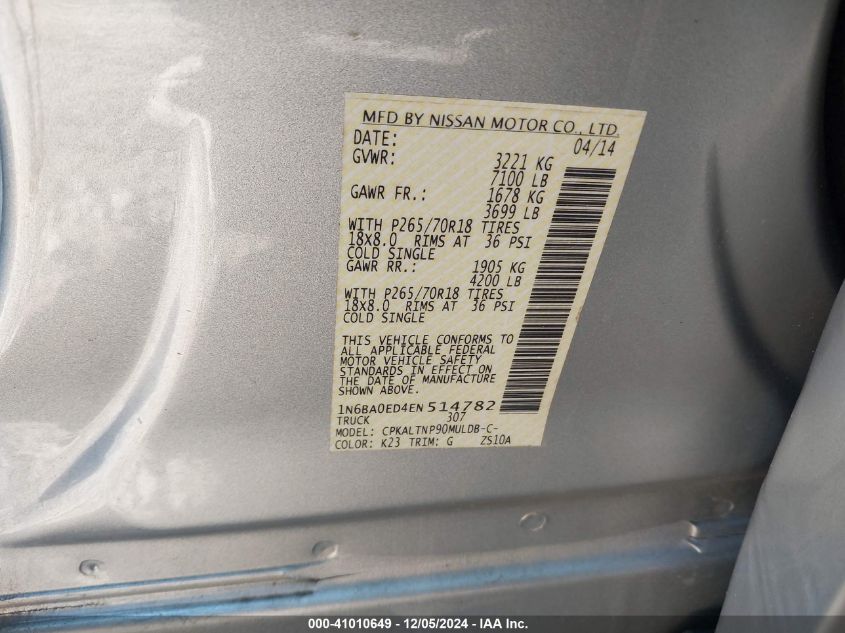 MFD BY NISSAN MOTOR CO., LTD.
DATE: 04/14
GVWR: 3221 KG
7100 LB
GAWR FR.: 1678 KG
3699 LB
WITH P265/70R18 TIRES
18X8.0 RIMS AT 36 PSI
COLD SINGLE
GAWR RR.: 1905 KG
4200 LB
WITH P265/70R18 TIRES
18X8.0 RIMS AT 36 PSI
COLD SINGLE
THIS VEHICLE CONFORMS TO
ALL APPLICABLE FEDERAL
MOTOR VEHICLE SAFETY
STANDARDS IN EFFECT ON
THE DATE OF MANUFACTURE
SHOWN ABOVE.
1N6BA0ED4EN 514782
TRUCK 307
MODEL: CPKALTNP90MULDB-C-
COLOR: K23 TRIM: G ZS10A
000-41010649 - 12/05/2024 - IAA Inc.